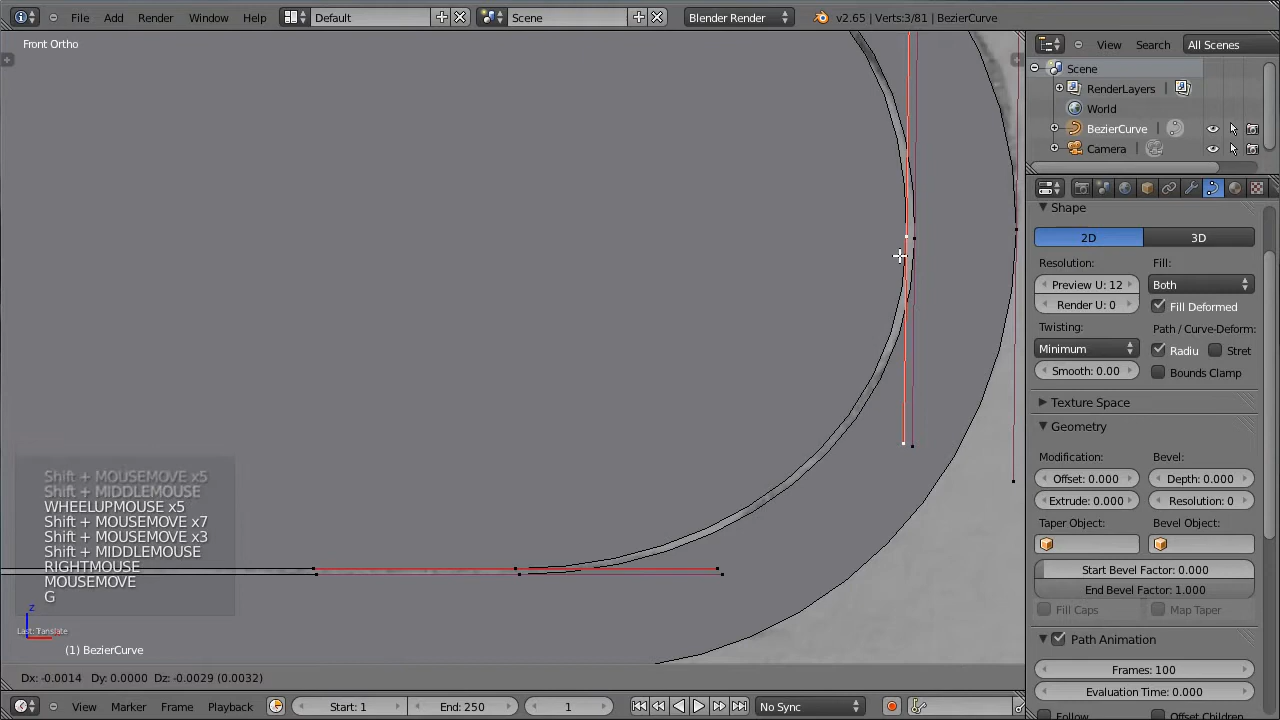 File Add Render Window Help Default Scene Blender Render v2.65 | Verts:3/81 | BezierCurve
Front Ortho
View Search All Scenes
Scene
RenderLayers
World
BezierCurve
Camera
Shape
2D 3D
Resolution: Fill:
Preview U: 12 Both
Render U: 0 Fill Deformed
Twisting: Path / Curve-Deform:
Minimum Radiu Stret
Smooth: 0.00 Bounds Clamp
Texture Space
Geometry
Modification: Bevel:
Offset: 0.000 Depth: 0.000
Extrude: 0.000 Resolution: 0
Taper Object: Bevel Object:
Start Bevel Factor: 0.000
End Bevel Factor: 1.000
Fill Caps Map Taper
Path Animation
Frames: 100
Evaluation Time: 0.000
Follow Offset Children
Shift + MOUSEMOVE x5
Shift + MIDDLEMOUSE
WHEELUPMOUSE x5
Shift + MOUSEMOVE x7
Shift + MOUSEMOVE x3
Shift + MIDDLEMOUSE
RIGHTMOUSE
MOUSEMOVE
G
z
Last: Translate
(1) BezierCurve
Dx: -0.0014 Dy: 0.0000 Dz: -0.0029 (0.0032)
View Marker Frame Playback Start: 1 End: 250 1 No Sync